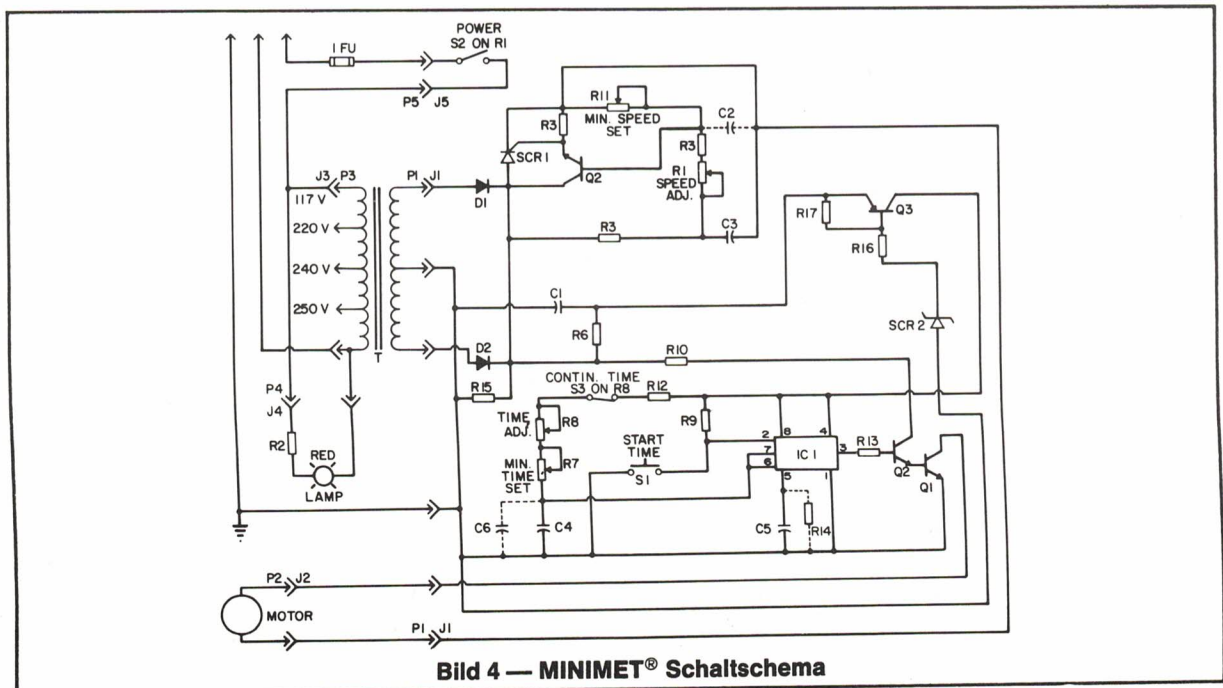 POWER
S2 ON R1
1 FU
P5 J5
R11
MIN. SPEED
SET
C2
R3
SCR1
Q2
R3
R1
SPEED
ADJ.
J3 P3
117 V
P1 J1
D1
220 V
R3
C3
R17
Q3
R16
240 V
C1
250 V
R6
SCR 2
T
D2
R10
P4
J4
R15
CONTIN. TIME
S3 ON R8
R12
TIME
ADJ.
R8
R9
START
TIME
2
8
4
7
6
IC 1
3
R13
R2
MIN.
TIME
SET
R7
S1
5
1
Q2
Q1
RED
LAMP
C6
C4
C5
R14
P2 J2
MOTOR
P1 J1
Bild 4 — MINIMET® Schaltschema